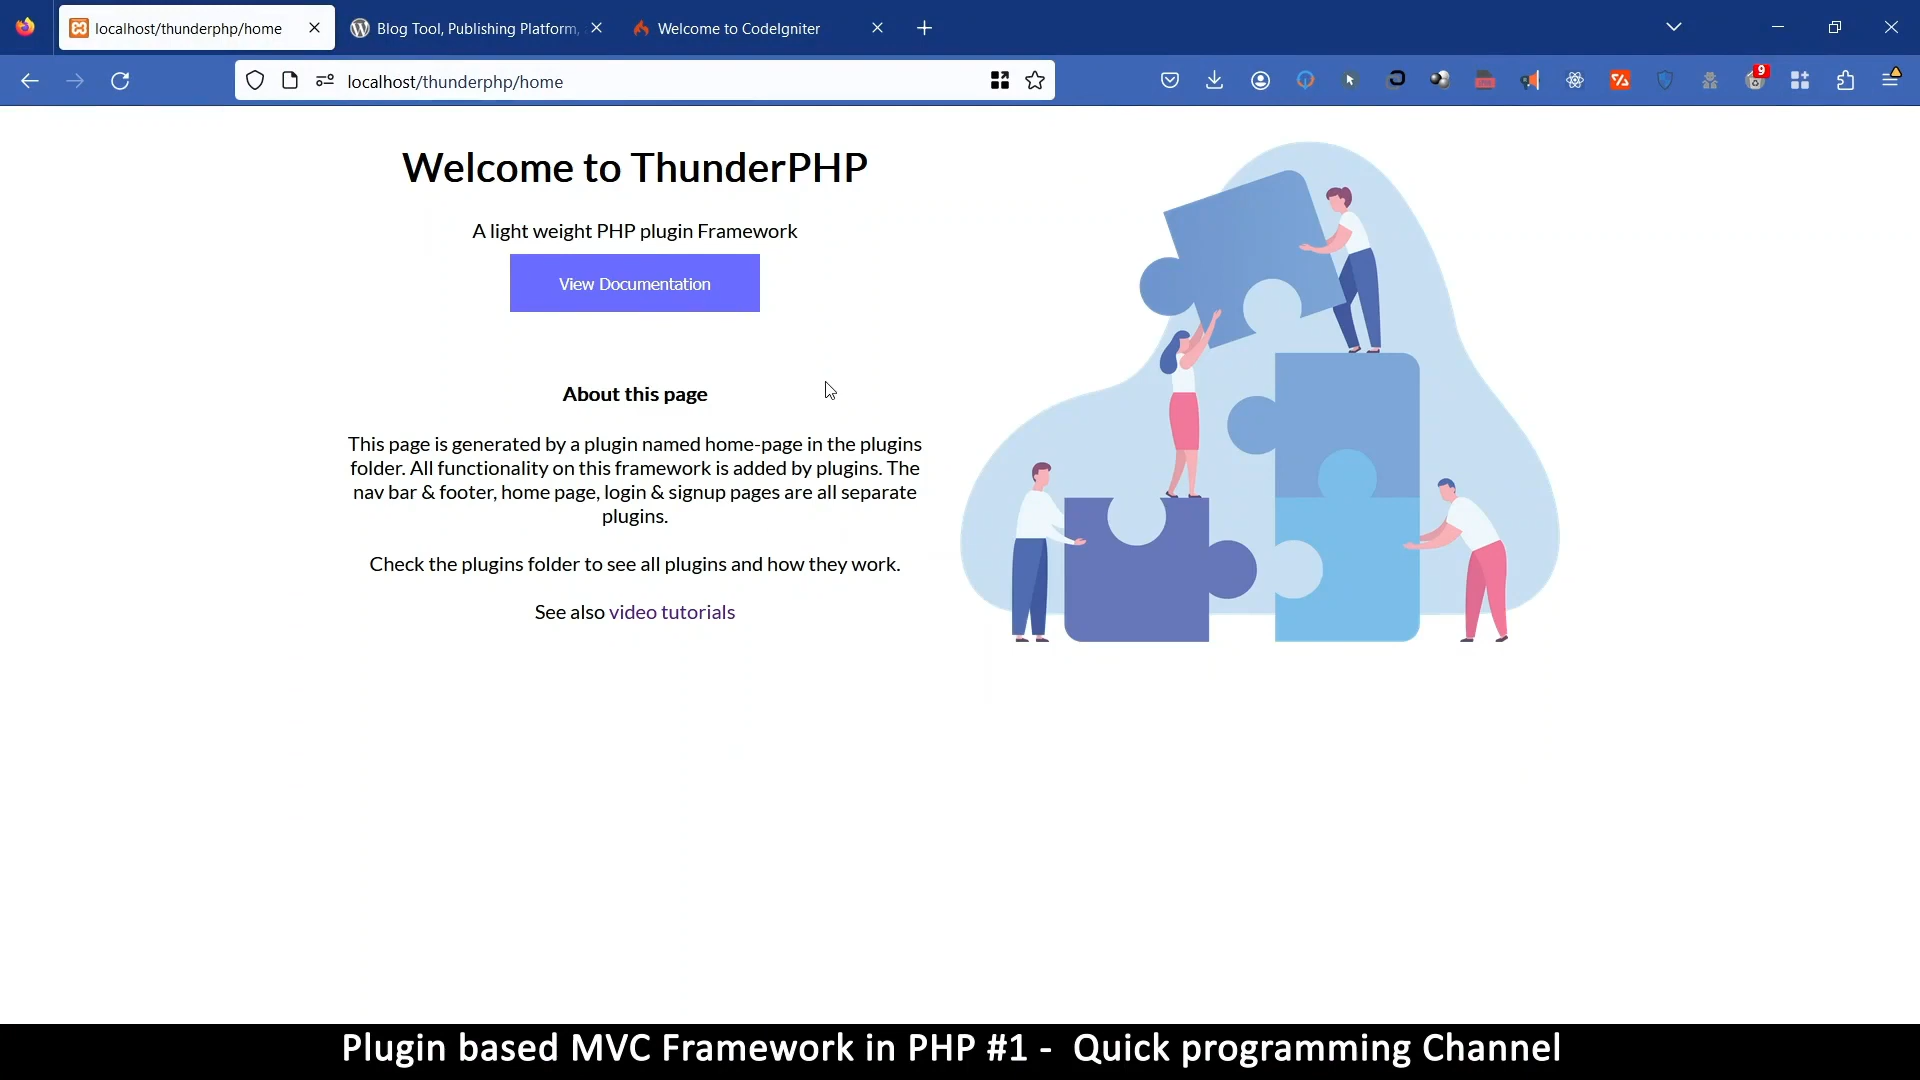 localhost/thunderphp/home
Blog Tool, Publishing Platform,
Welcome to CodeIgniter
localhost/thunderphp/home
9
Welcome to ThunderPHP
A light weight PHP plugin Framework
View Documentation
About this page
This page is generated by a plugin named home-page in the plugins
folder. All functionality on this framework is added by plugins. The
nav bar & footer, home page, login & signup pages are all separate
plugins.
Check the plugins folder to see all plugins and how they work.
See also video tutorials
Plugin based MVC Framework in PHP #1 - Quick programming Channel